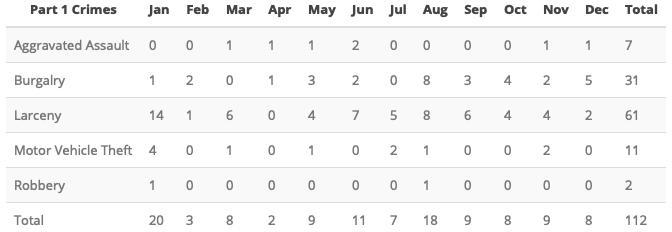 Part 1 Crimes Jan Feb Mar Apr May Jun Jul Aug Sep Oct Nov Dec Total
Aggravated Assault 0 0 1 1 1 2 0 0 0 0 1 1 7
Burgalry 1 2 0 1 3 2 0 8 3 4 2 5 31
Larceny 14 1 6 0 4 7 5 8 6 4 4 2 61
Motor Vehicle Theft 4 0 1 0 1 0 2 1 0 0 2 0 11
Robbery 1 0 0 0 0 0 0 1 0 0 0 0 2
Total 20 3 8 2 9 11 7 18 9 8 9 8 112